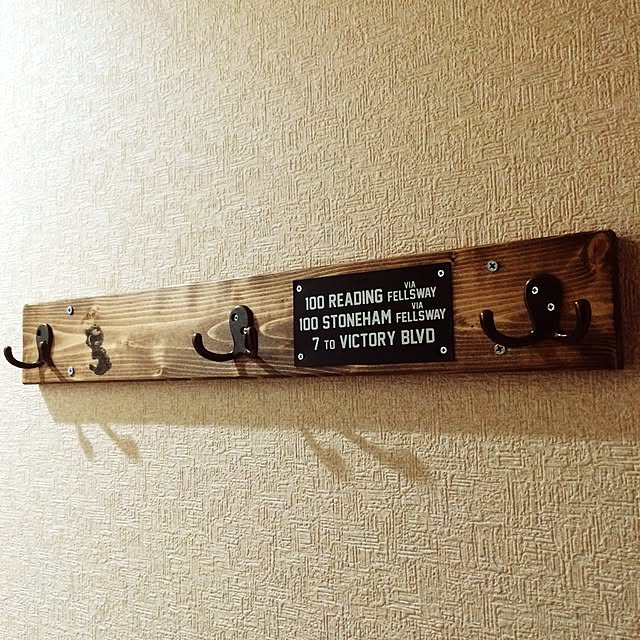 100 READING VIA FELLSWAY
100 STONEHAM VIA FELLSWAY
7 TO VICTORY BLVD